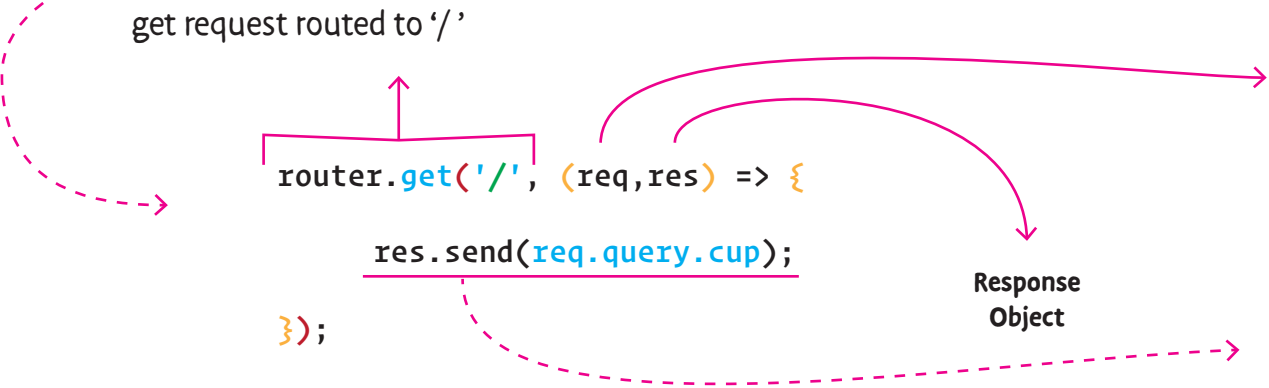 get request routed to ‘/ ’
router.get('/', (req,res) => {
res.send(req.query.cup);
Response
Object
});